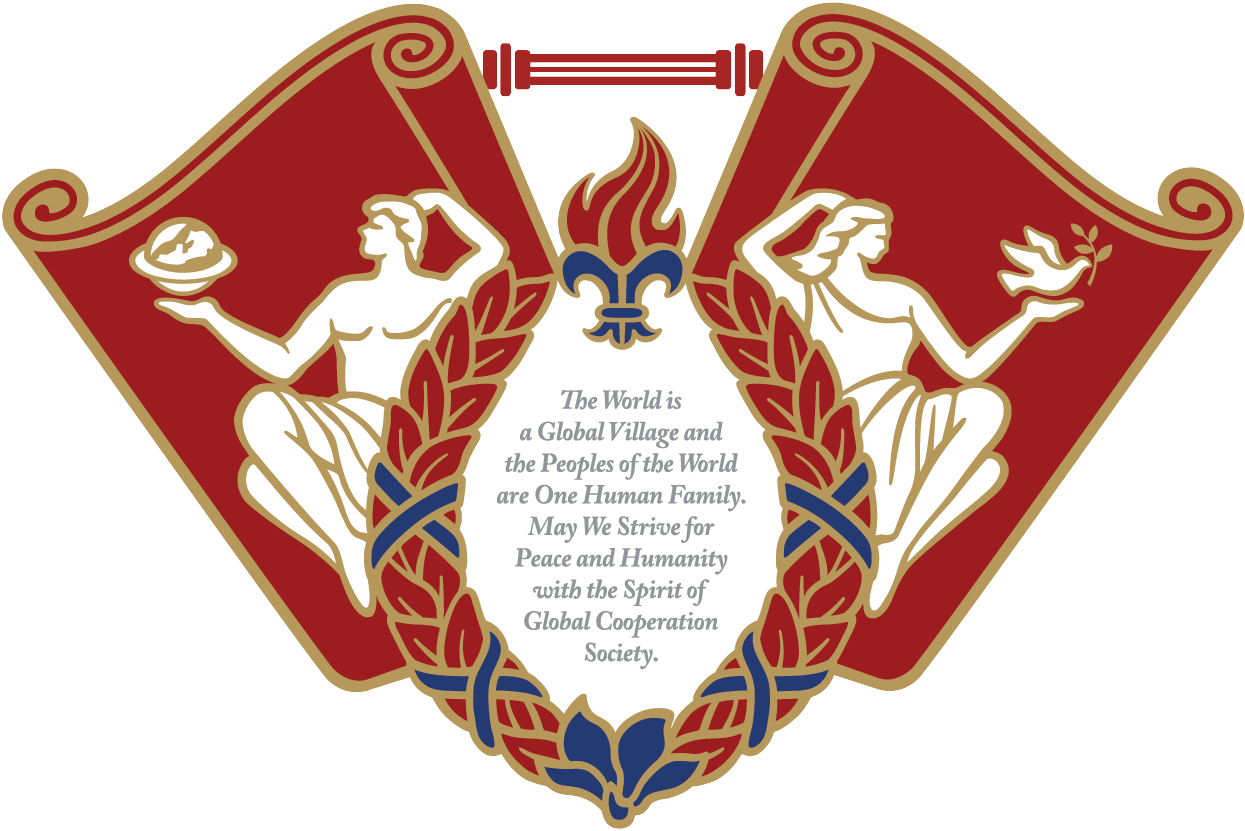 The World is
a Global Village and
the Peoples of the World
are One Human Family.
May We Strive for
Peace and Humanity
with the Spirit of
Global Cooperation
Society.